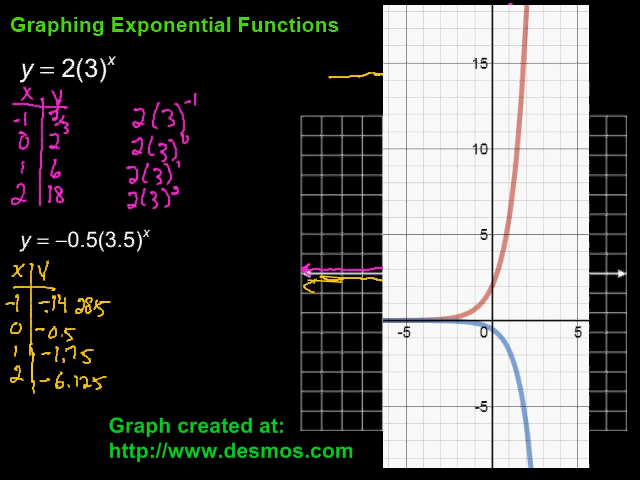 Graphing Exponential Functions
y = 2(3)^x
x y
-1 2/3 2(3)^-1
0 2 2(3)^0
1 6 2(3)^1
2 18 2(3)^2
y = −0.5(3.5)^x
x y
-1 -.14285
0 -0.5
1 -1.75
2 -6.125
15
10
5
-5 0 5
-5
Graph created at:
http://www.desmos.com